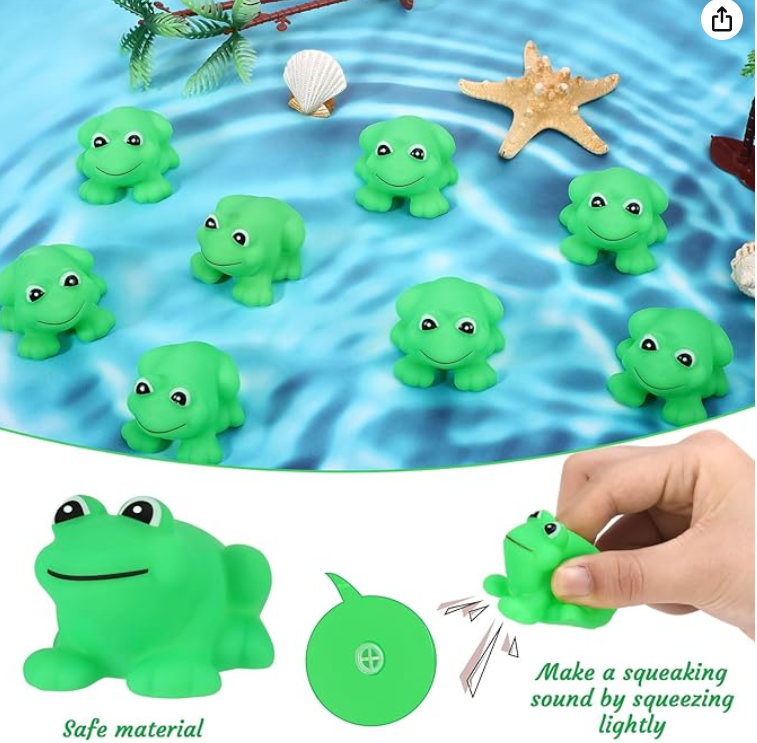 Safe material
Make a squeaking
sound by squeezing
lightly